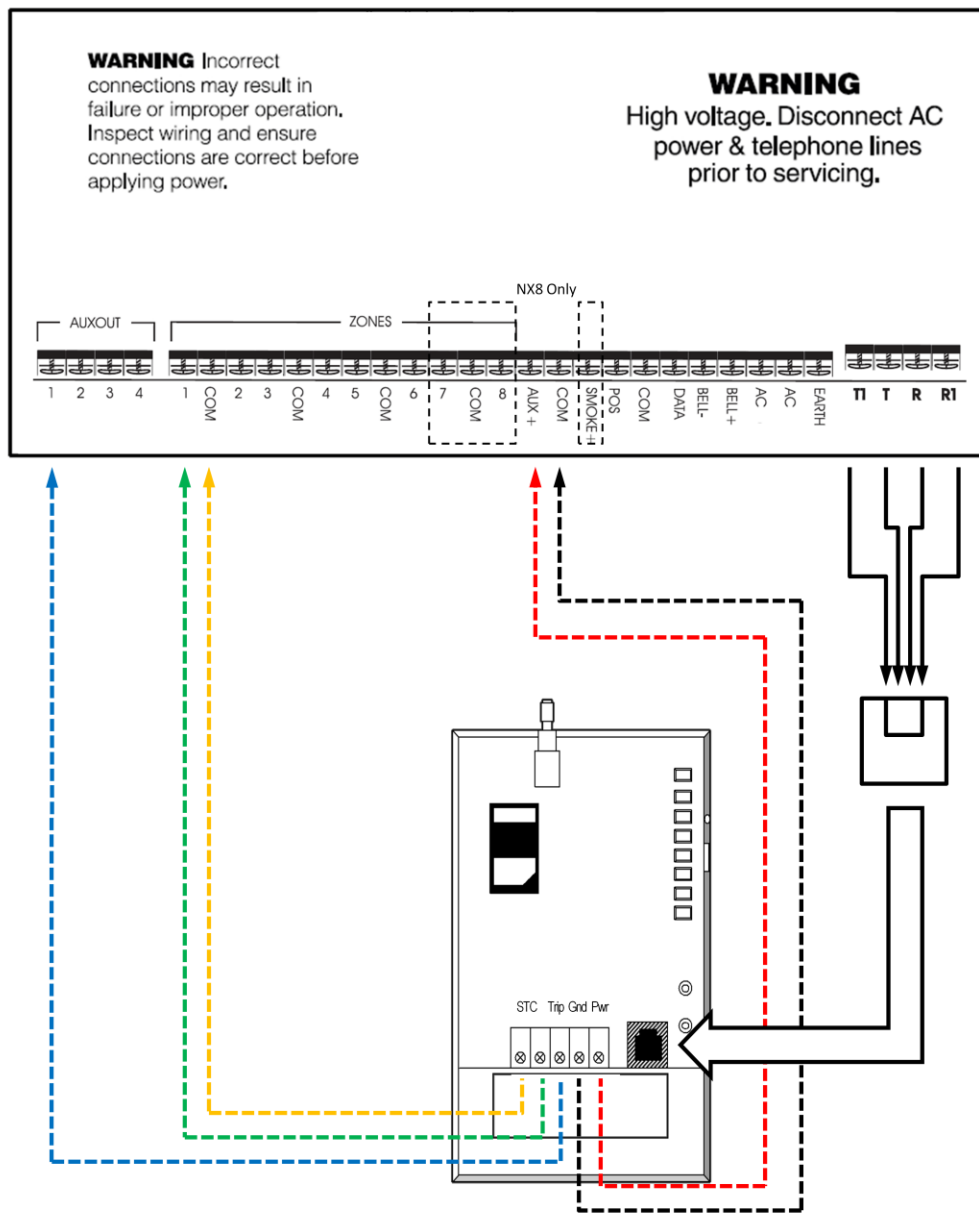 WARNING Incorrect
connections may result in
failure or improper operation.
Inspect wiring and ensure
connections are correct before
applying power.
WARNING
High voltage. Disconnect AC
power & telephone lines
prior to servicing.
NX8 Only
AUXOUT
ZONES
1 2 3 4
1 COM 2 3 COM 4 5 COM 6 7 COM 8 AUX + COM SMOKE+ POS COM DATA BELL- BELL+ AC AC EARTH
T1 T R R1
STC Trip Gnd Pwr